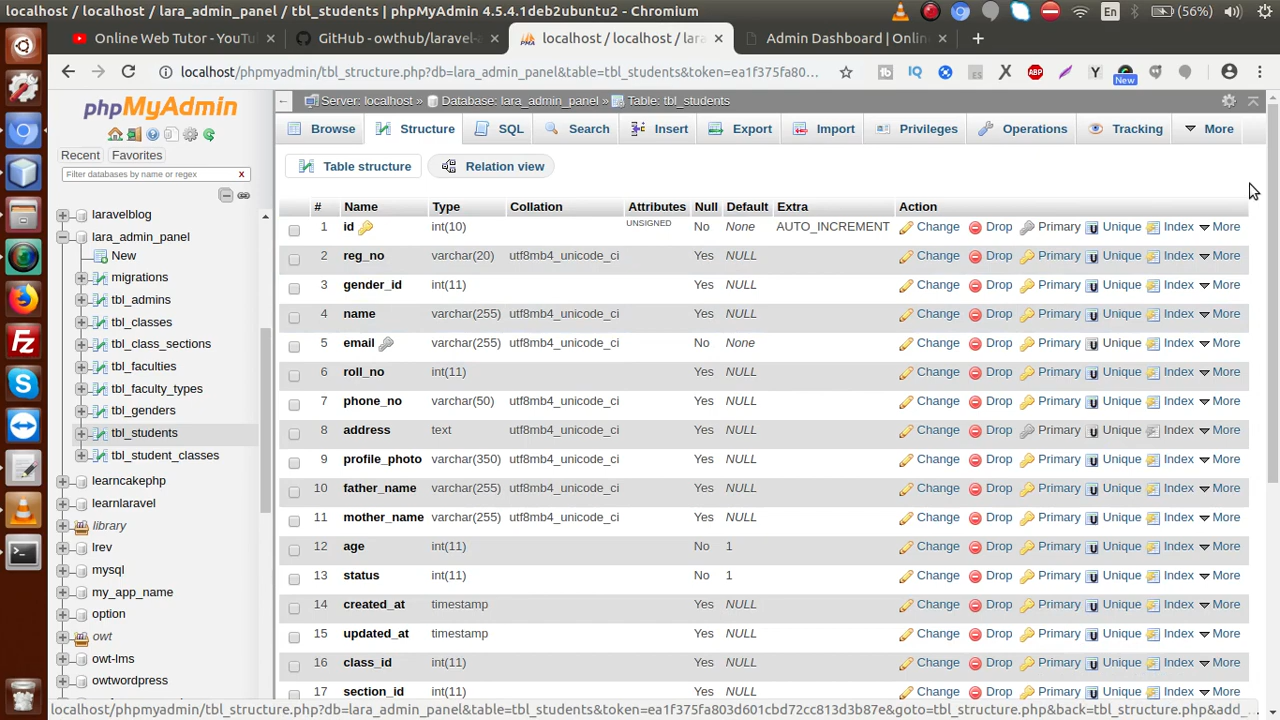 localhost / localhost / lara_admin_panel / tbl_students | phpMyAdmin 4.5.4.1deb2ubuntu2 - Chromium
En
(56%)
Online Web Tutor - YouTu
GitHub - owthub/laravel-a
localhost / localhost / lara
Admin Dashboard | Onlin
localhost/phpmyadmin/tbl_structure.php?db=lara_admin_panel&table=tbl_students&token=ea1f375fa80...
IQ
ABP
New
phpMyAdmin
Recent
Favorites
Filter databases by name or regex
X
laravelblog
lara_admin_panel
New
migrations
tbl_admins
tbl_classes
tbl_class_sections
tbl_faculties
tbl_faculty_types
tbl_genders
tbl_students
tbl_student_classes
learncakephp
learnlaravel
library
lrev
mysql
my_app_name
option
owt
owt-lms
owtwordpress
Server: localhost » Database: lara_admin_panel » Table: tbl_students
Browse Structure SQL Search Insert Export Import Privileges Operations Tracking More
Table structure Relation view
# Name Type Collation Attributes Null Default Extra Action
1 id int(10) UNSIGNED No None AUTO_INCREMENT Change Drop Primary Unique Index More
2 reg_no varchar(20) utf8mb4_unicode_ci Yes NULL Change Drop Primary Unique Index More
3 gender_id int(11) Yes NULL Change Drop Primary Unique Index More
4 name varchar(255) utf8mb4_unicode_ci Yes NULL Change Drop Primary Unique Index More
5 email varchar(255) utf8mb4_unicode_ci No None Change Drop Primary Unique Index More
6 roll_no int(11) Yes NULL Change Drop Primary Unique Index More
7 phone_no varchar(50) utf8mb4_unicode_ci Yes NULL Change Drop Primary Unique Index More
8 address text utf8mb4_unicode_ci Yes NULL Change Drop Primary Unique Index More
9 profile_photo varchar(350) utf8mb4_unicode_ci Yes NULL Change Drop Primary Unique Index More
10 father_name varchar(255) utf8mb4_unicode_ci Yes NULL Change Drop Primary Unique Index More
11 mother_name varchar(255) utf8mb4_unicode_ci Yes NULL Change Drop Primary Unique Index More
12 age int(11) No 1 Change Drop Primary Unique Index More
13 status int(11) No 1 Change Drop Primary Unique Index More
14 created_at timestamp Yes NULL Change Drop Primary Unique Index More
15 updated_at timestamp Yes NULL Change Drop Primary Unique Index More
16 class_id int(11) Yes NULL Change Drop Primary Unique Index More
17 section_id int(11) Yes NULL Change Drop Primary Unique Index More
localhost/phpmyadmin/tbl_structure.php?db=lara_admin_panel&table=tbl_students&token=ea1f375fa803d601cbd72cc813d3b87e&goto=tbl_structure.php&back=tbl_structure.php&add_...